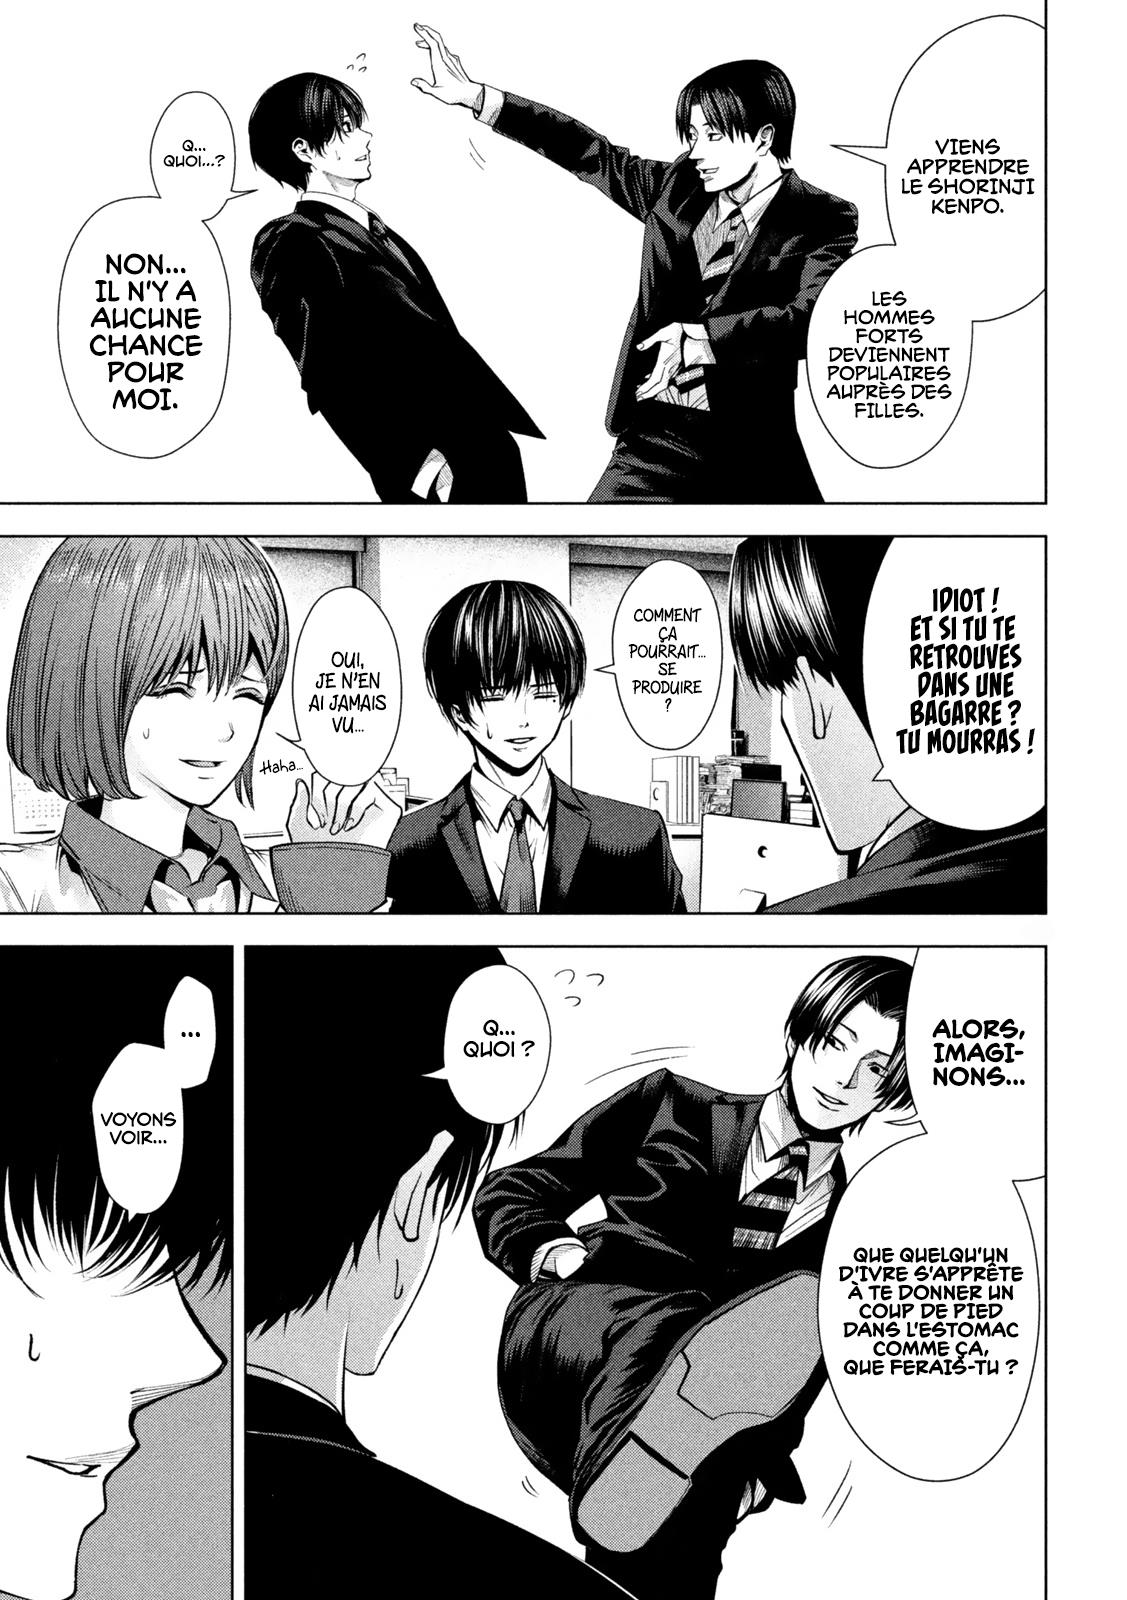 VIENS
APPRENDRE
LE SHORINJI
KENPO.
LES
HOMMES
FORTS
DEVIENNENT
POPULAIRES
AUPRÈS DES
FILLES.
Q...
QUOI...?
NON...
IL N'Y A
AUCUNE
CHANCE
POUR
MOI.
IDIOT !
ET SI TU TE
RETROUVES
DANS UNE
BAGARRE ?
TU MOURRAS !
COMMENT
ÇA
POURRAIT...
SE
PRODUIRE
?
OUI,
JE N'EN
AI JAMAIS
VU...
Haha...
ALORS,
IMAGI-
NONS...
QUE QUELQU'UN
D'IVRE S'APPRÊTE
À TE DONNER UN
COUP DE PIED
DANS L'ESTOMAC
COMME ÇA,
QUE FERAIS-TU ?
Q...
QUOI ?
...
VOYONS
VOIR...